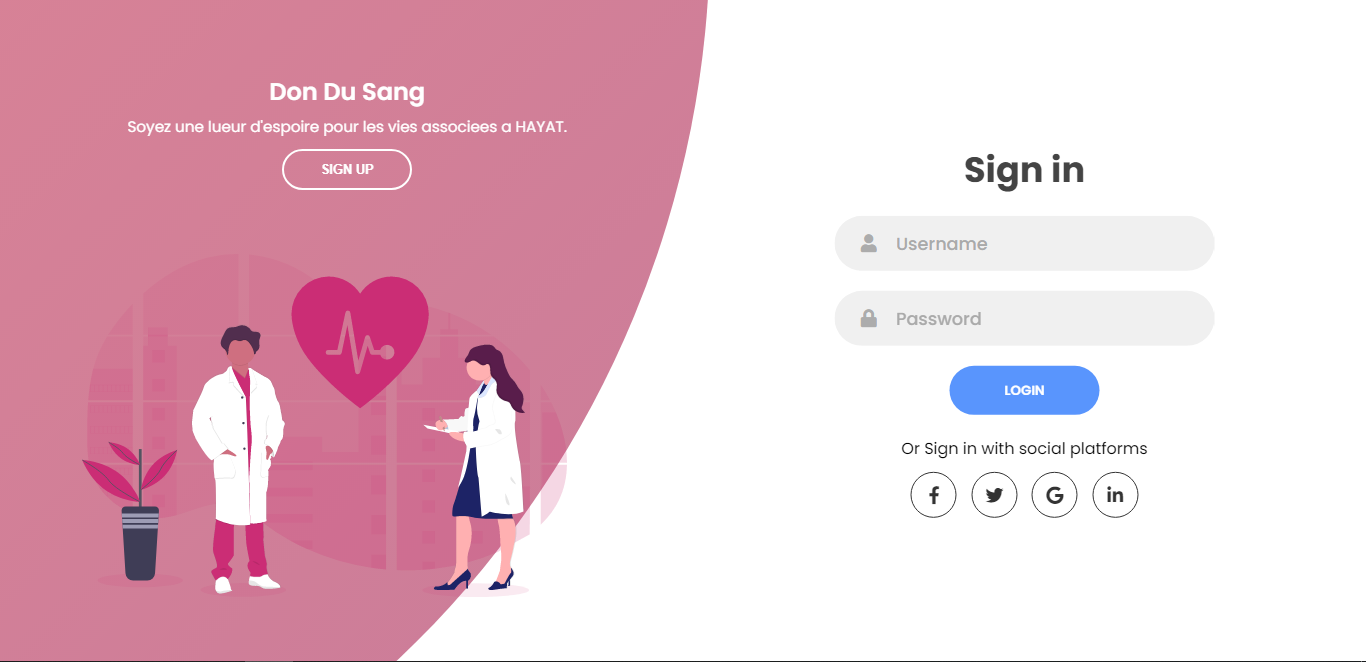 Don Du Sang
Soyez une lueur d'espoire pour les vies associees a HAYAT.
SIGN UP
Sign in
Username
Password
LOGIN
Or Sign in with social platforms